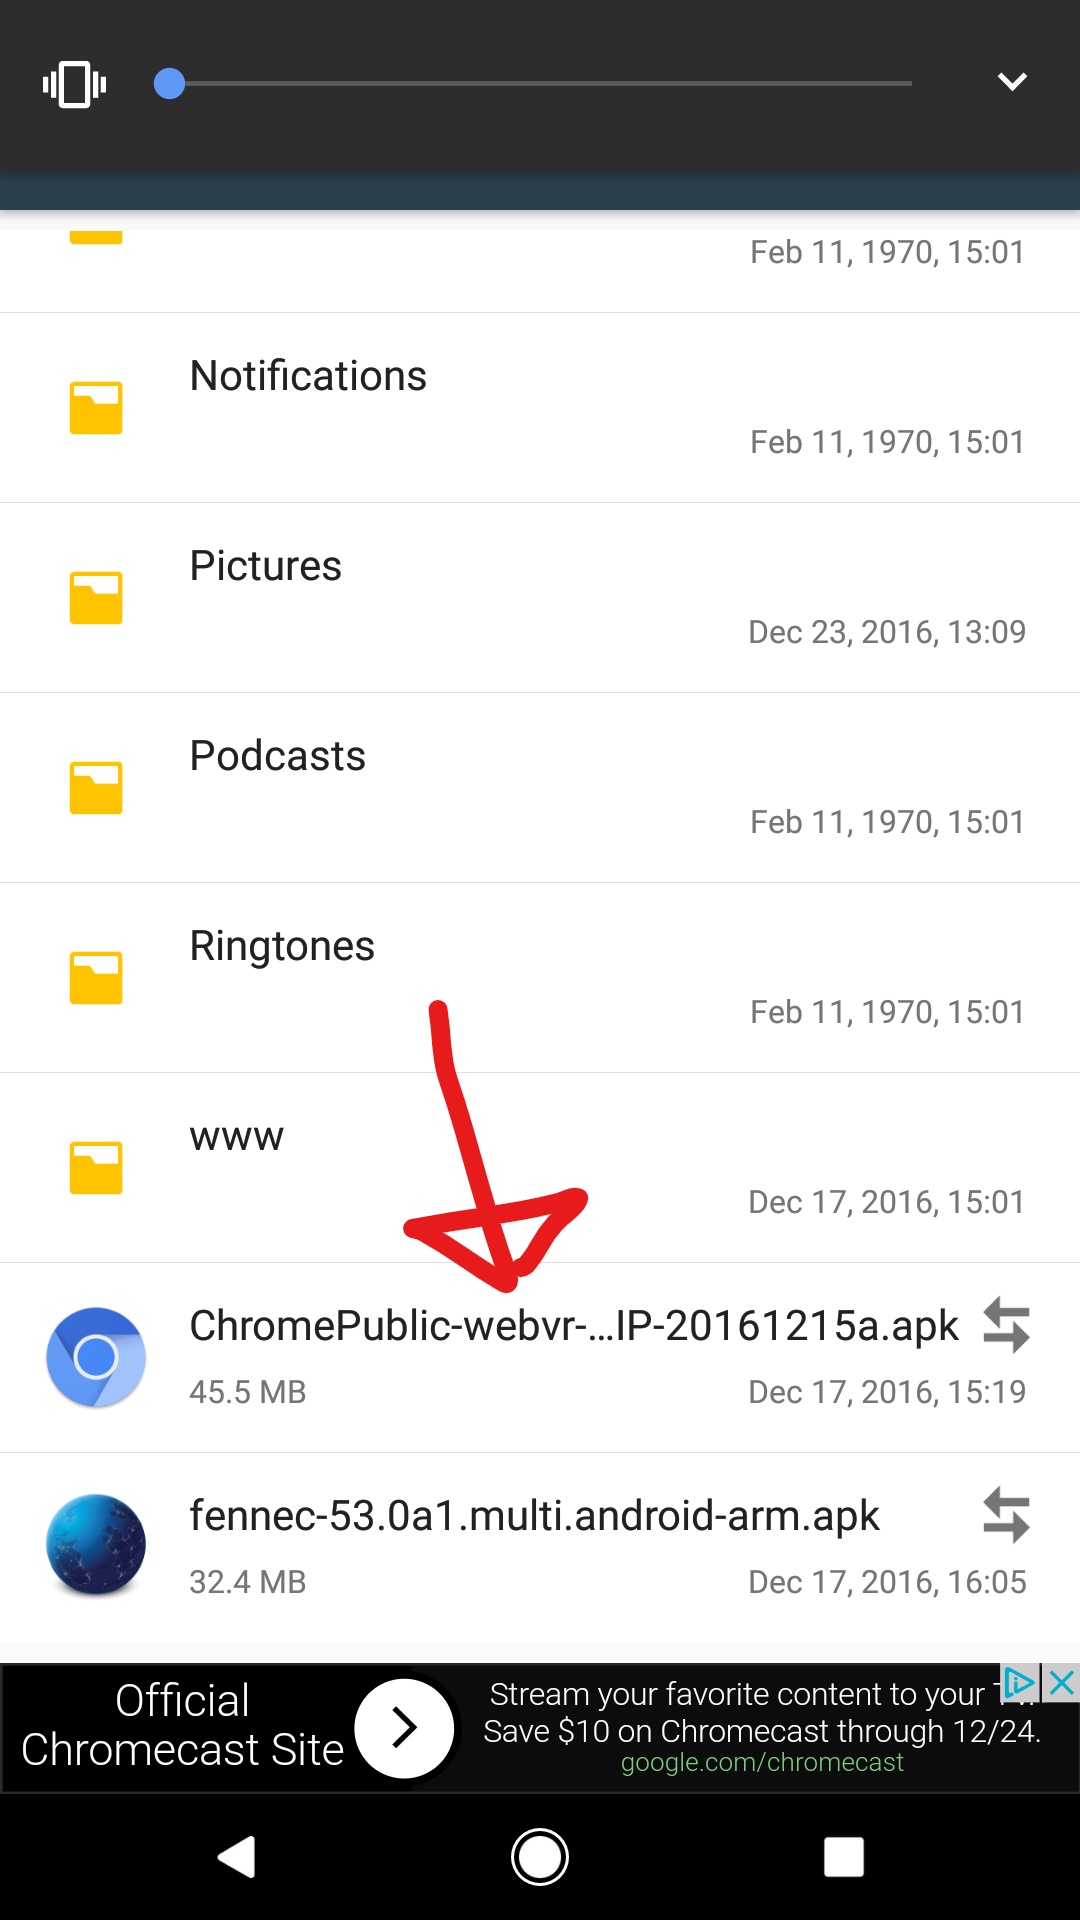 Feb 11, 1970, 15:01
Notifications
Feb 11, 1970, 15:01
Pictures
Dec 23, 2016, 13:09
Podcasts
Feb 11, 1970, 15:01
Ringtones
Feb 11, 1970, 15:01
www
Dec 17, 2016, 15:01
ChromePublic-webvr-...IP-20161215a.apk
45.5 MB Dec 17, 2016, 15:19
fennec-53.0a1.multi.android-arm.apk
32.4 MB Dec 17, 2016, 16:05
Official
Chromecast Site
Stream your favorite content to your
Save $10 on Chromecast through 12/24.
google.com/chromecast